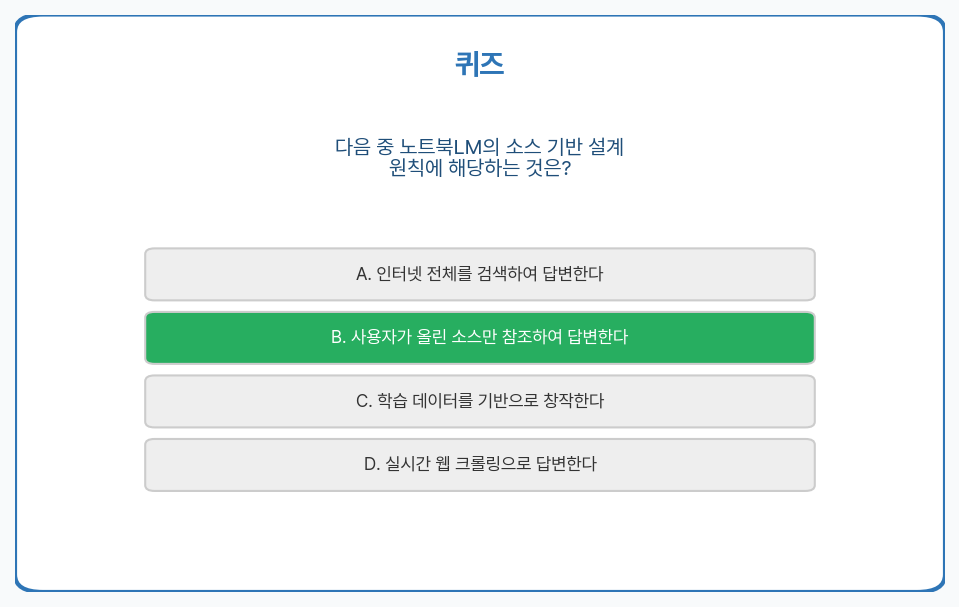 퀴즈
다음 중 노트북LM의 소스 기반 설계
원칙에 해당하는 것은?
A. 인터넷 전체를 검색하여 답변한다
B. 사용자가 올린 소스만 참조하여 답변한다
C. 학습 데이터를 기반으로 창작한다
D. 실시간 웹 크롤링으로 답변한다